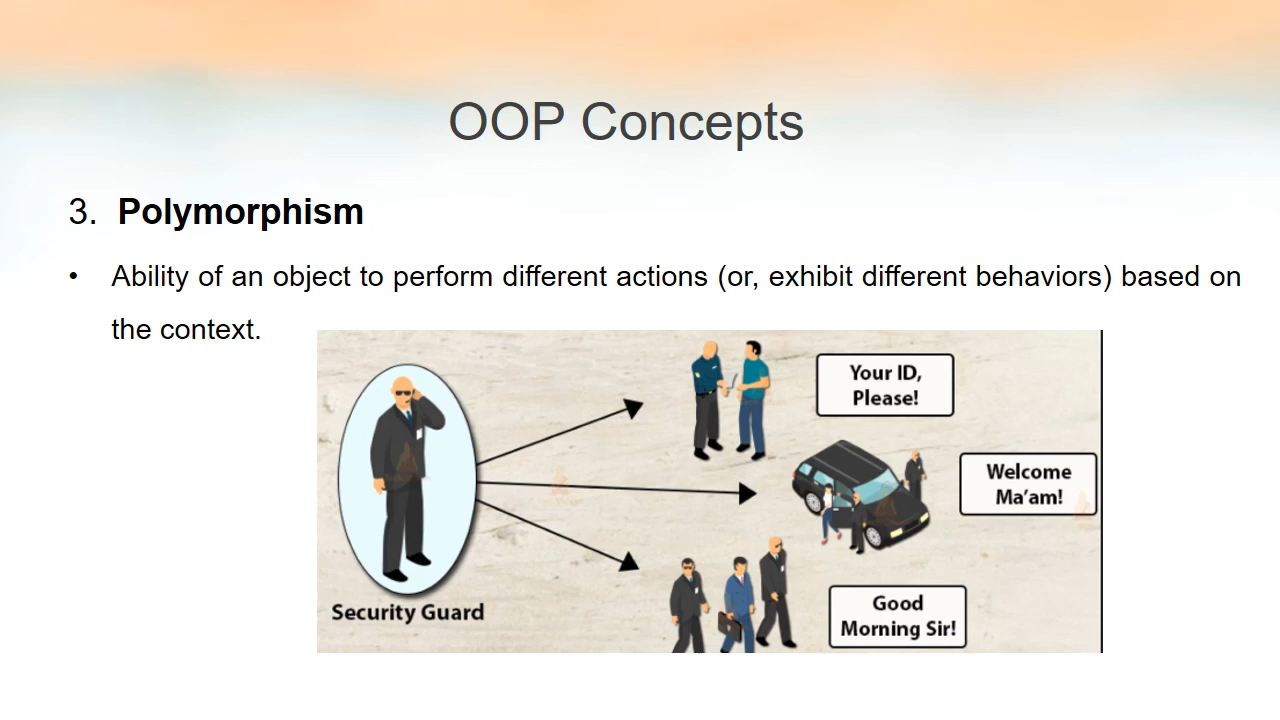 OOP Concepts
3. Polymorphism
• Ability of an object to perform different actions (or, exhibit different behaviors) based on
the context.
Your ID,
Please!
Welcome
Ma'am!
Good
Morning Sir!
Security Guard